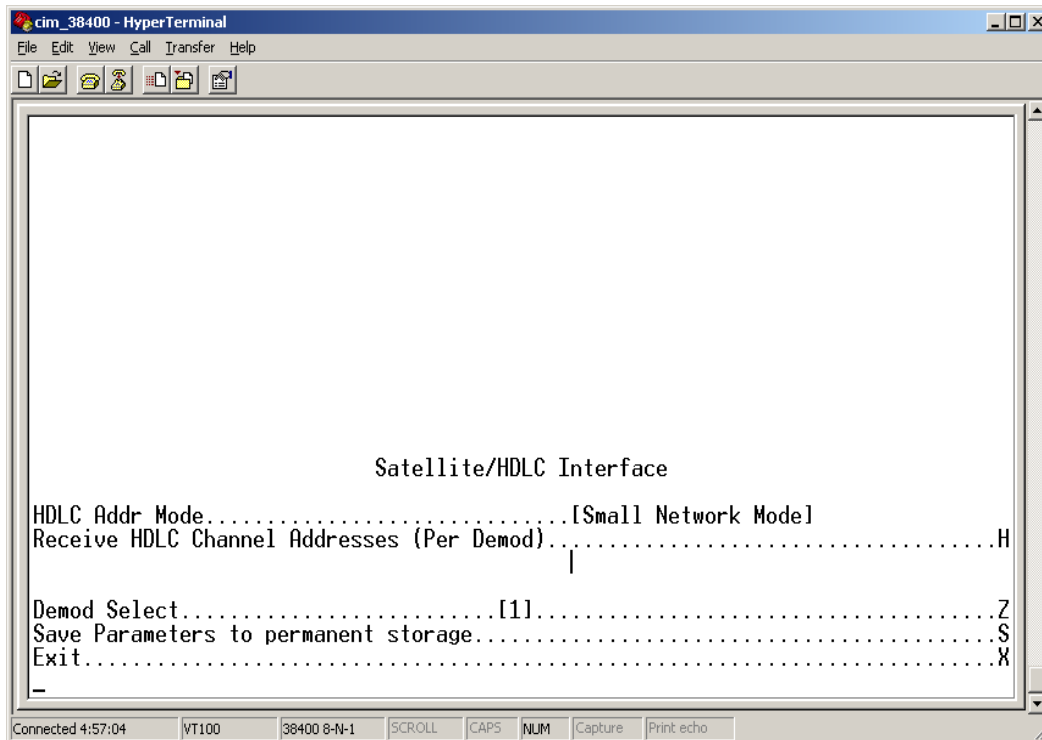 cim_38400 - HyperTerminal
File Edit View Call Transfer Help
Satellite/HDLC Interface
HDLC Addr Mode..............................[Small Network Mode]
Receive HDLC Channel Addresses (Per Demod).....................................H
Demod Select..........................[1]......................................Z
Save Parameters to permanent storage...........................................S
Exit...........................................................................X
Connected 4:57:04 VT100 38400 8-N-1 SCROLL CAPS NUM Capture Print echo